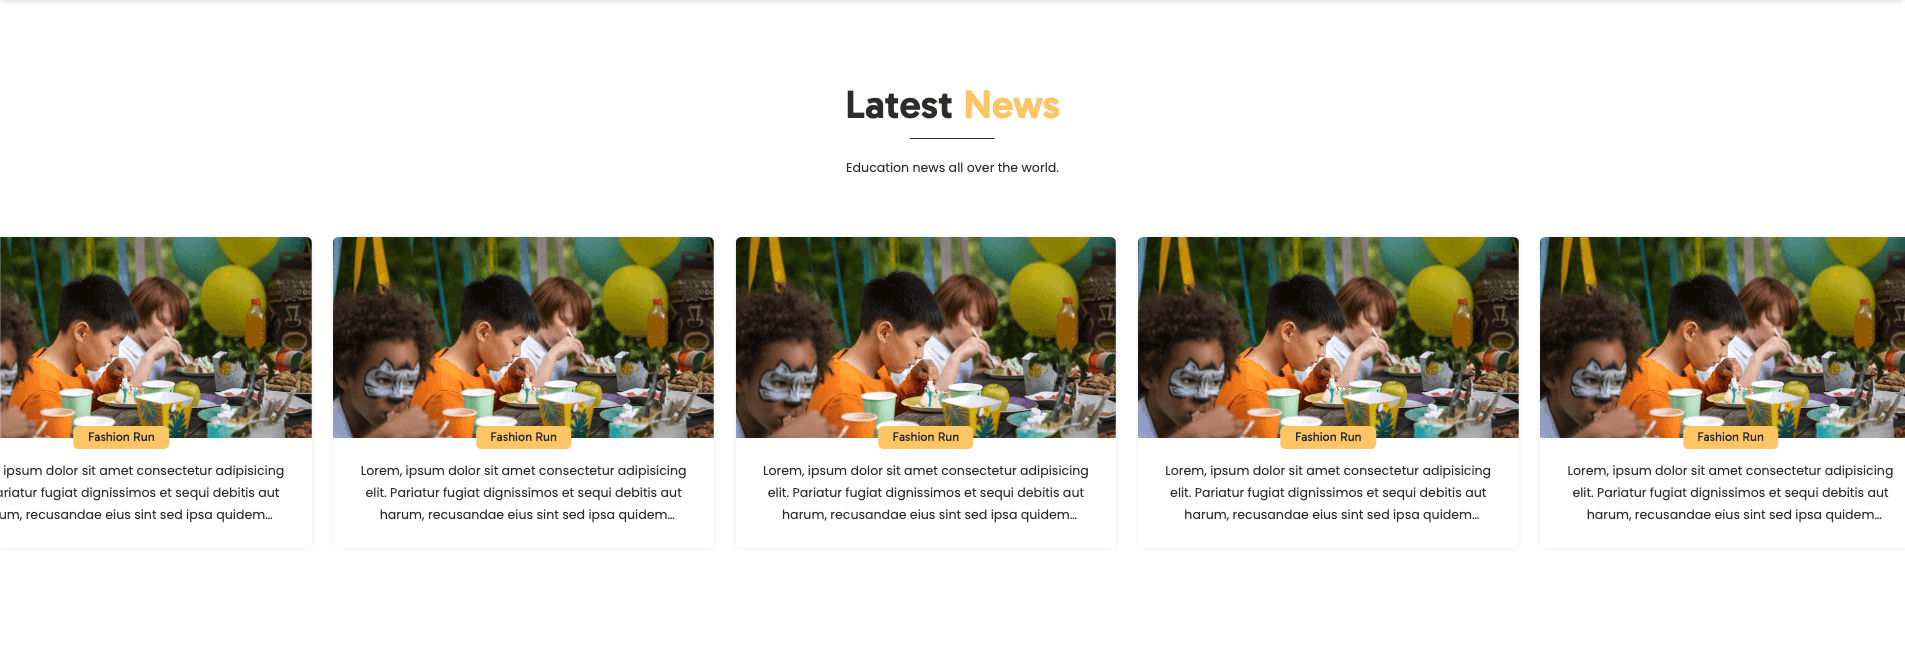 Latest News
Education news all over the world.
Fashion Run
ipsum dolor sit amet consectetur adipisicing
fugiat dignissimos et sequi debitis aut
recusandae eius sint sed ipsa quidem...
Fashion Run
Lorem, ipsum dolor sit amet consectetur adipisicing
elit. Pariatur fugiat dignissimos et sequi debitis aut
harum, recusandae eius sint sed ipsa quidem...
Fashion Run
Lorem, ipsum dolor sit amet consectetur adipisicing
elit. Pariatur fugiat dignissimos et sequi debitis aut
harum, recusandae eius sint sed ipsa quidem...
Fashion Run
Lorem, ipsum dolor sit amet consectetur adipisicing
elit. Pariatur fugiat dignissimos et sequi debitis aut
harum, recusandae eius sint sed ipsa quidem...
Fashion Run
Lorem, ipsum dolor sit amet consectetur adipisicing
elit. Pariatur fugiat dignissimos et sequi debitis aut
harum, recusandae eius sint sed ipsa quidem...